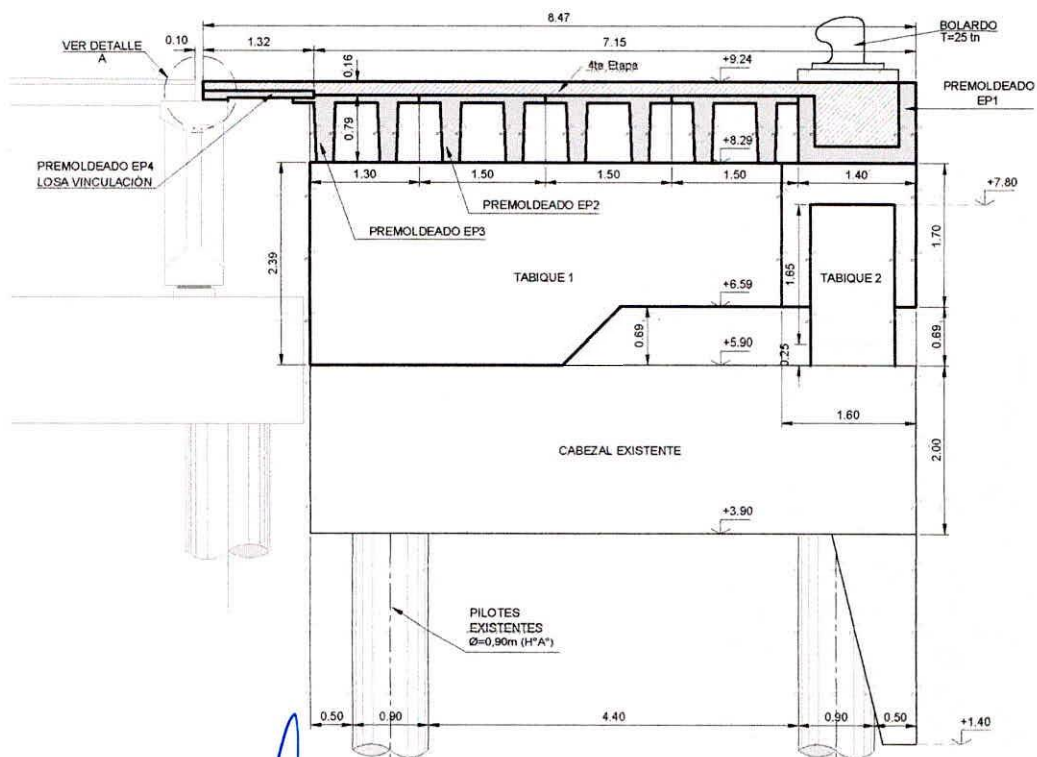 8.47
BOLARDO
T=25 tn
VER DETALLE
A
0.10
1.32
7.15
0.16
4ta Etapa
+9.24
PREMOLDEADO
EP1
0.79
+8.29
PREMOLDEADO EP4
LOSA VINCULACIÓN
1.30
1.50
1.50
1.50
1.40
+7.80
PREMOLDEADO EP2
PREMOLDEADO EP3
2.39
1.70
TABIQUE 1
1.65
TABIQUE 2
+6.59
0.69
0.69
+5.90
0.25
1.60
CABEZAL EXISTENTE
2.00
+3.90
PILOTES
EXISTENTES
Ø=0,90m (H°A°)
0.50
0.90
4.40
0.90
0.50
+1.40